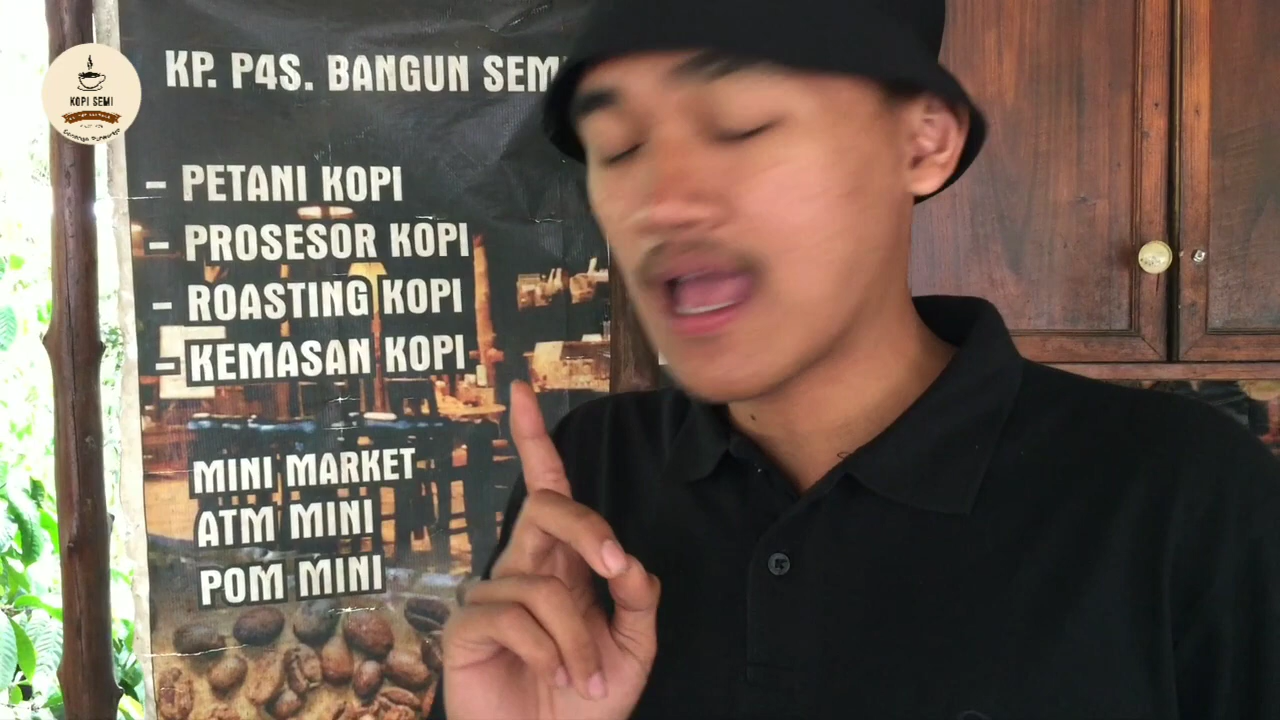 KP. P4S. BANGUN SEM
- PETANI KOPI
- PROSESOR KOPI
- ROASTING KOPI
- KEMASAN KOPI
MINI MARKET
ATM MINI
POM MINI
KOPI SEMI